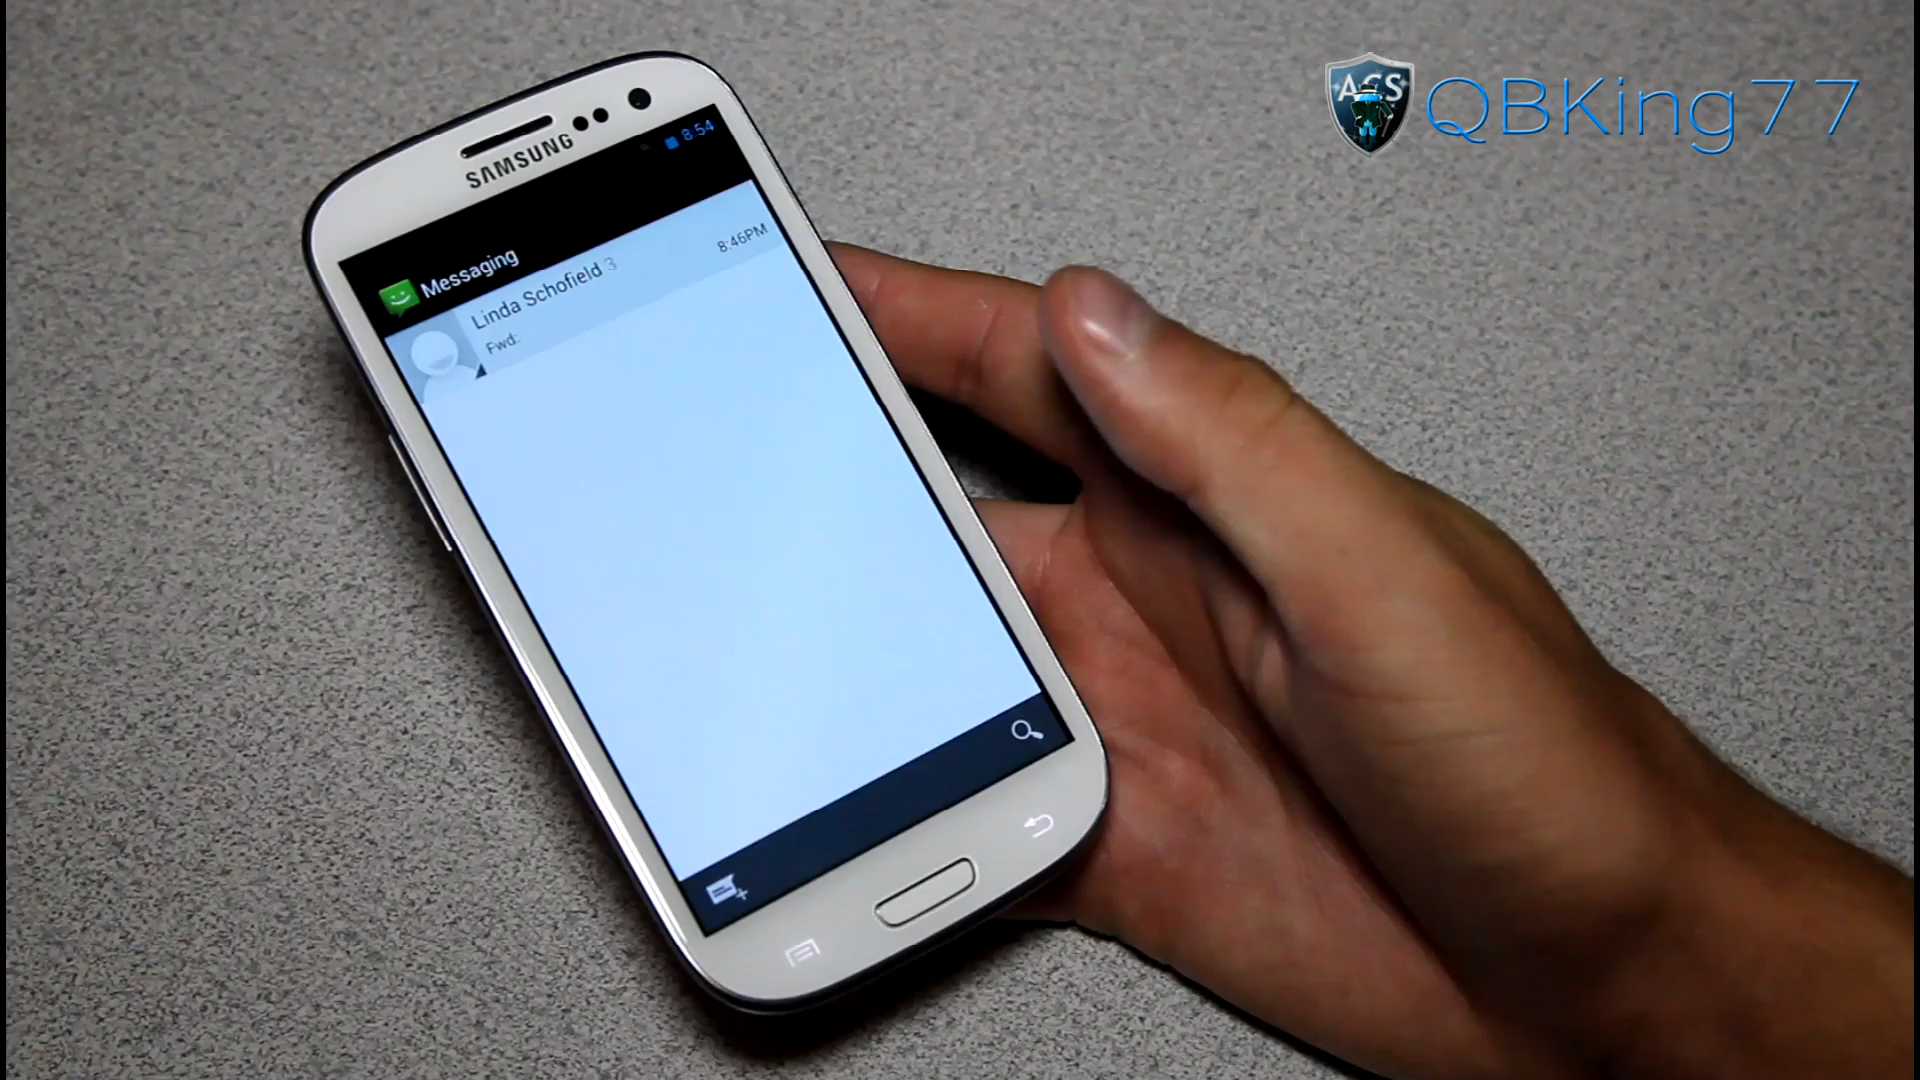 ACS QBKing77
SAMSUNG
8:54
Messaging
Linda Schofield 3
8:46PM
Fwd: